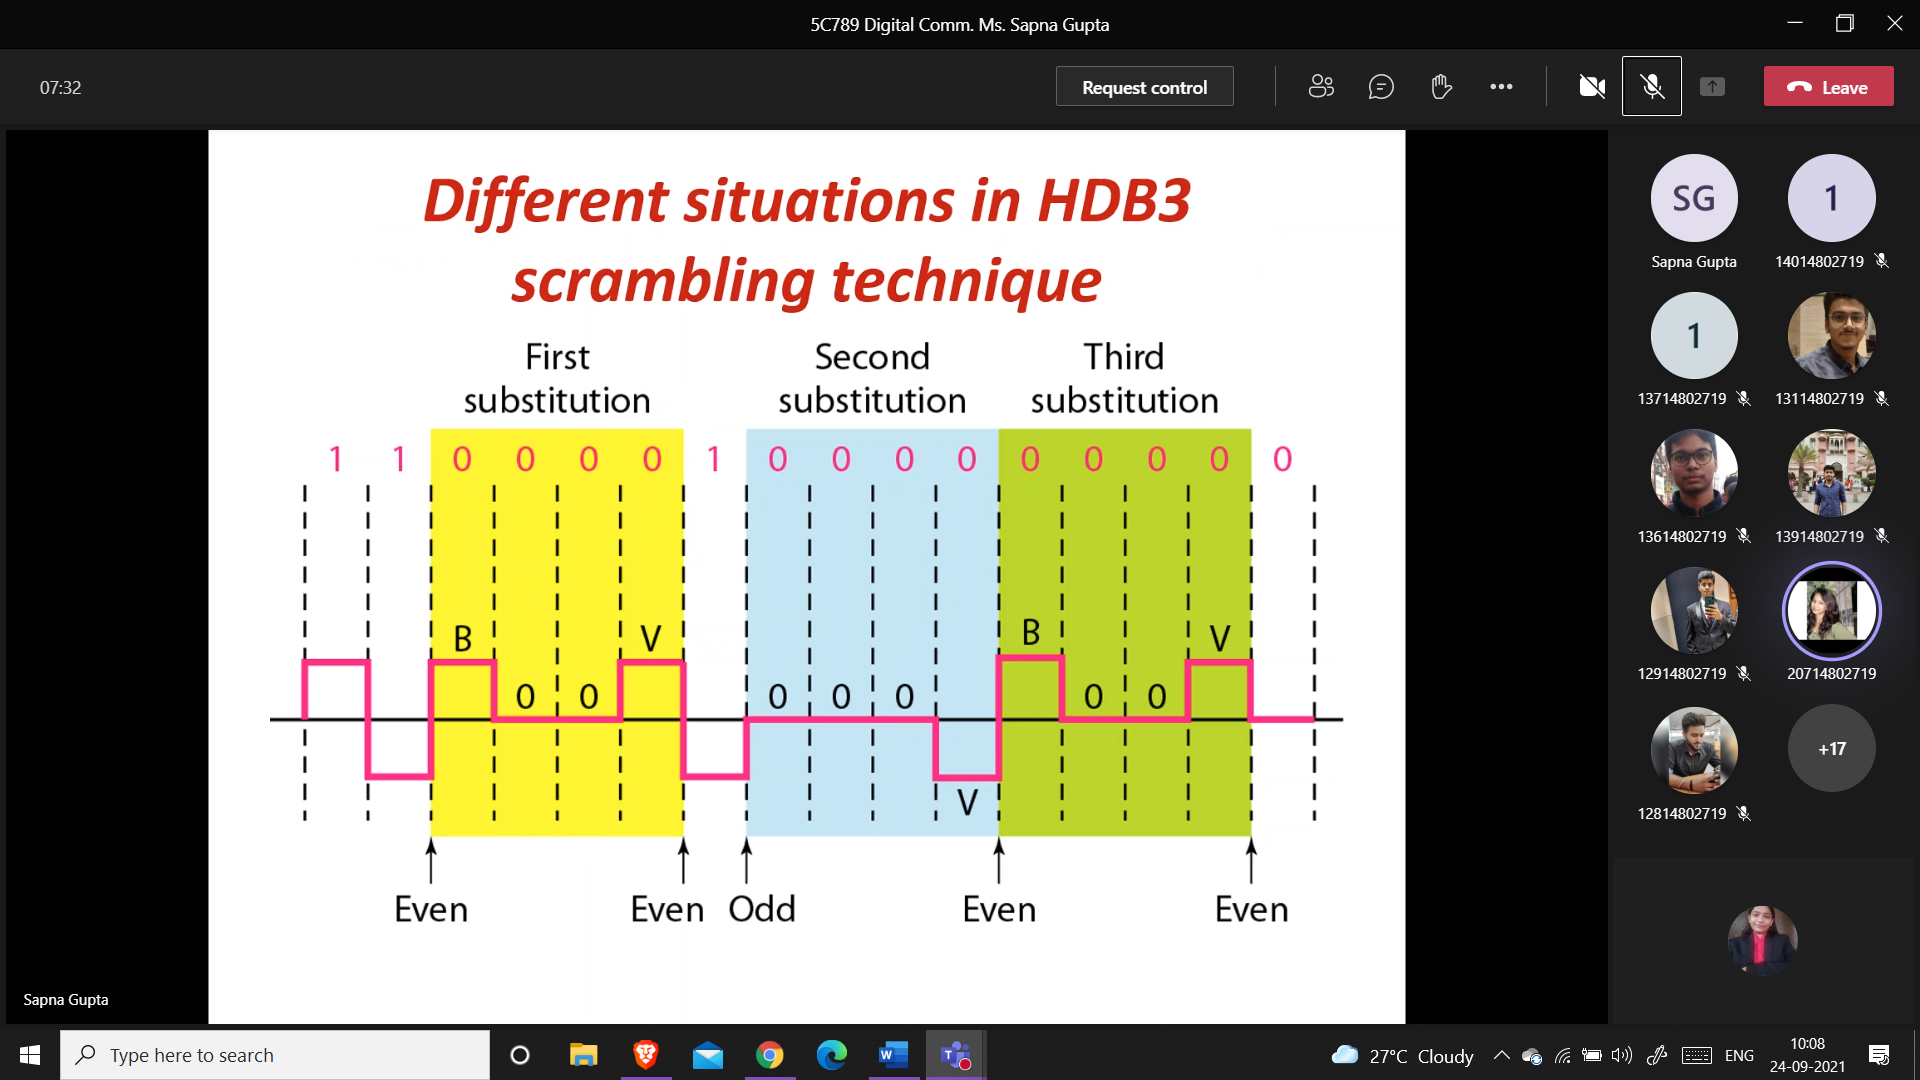 5C789 Digital Comm. Ms. Sapna Gupta
07:32
Request control
Leave
Different situations in HDB3
scrambling technique
First substitution
Second substitution
Third substitution
1 1 0 0 0 0 1 0 0 0 0 0 0 0 0 0
B V B V
0 0 0 0 0 0 0
V
Even Even Odd Even Even
Sapna Gupta
SG 1
Sapna Gupta 14014802719
1
13714802719 13114802719
13614802719 13914802719
12914802719 20714802719
+17
12814802719
Type here to search
27°C Cloudy
ENG
10:08
24-09-2021